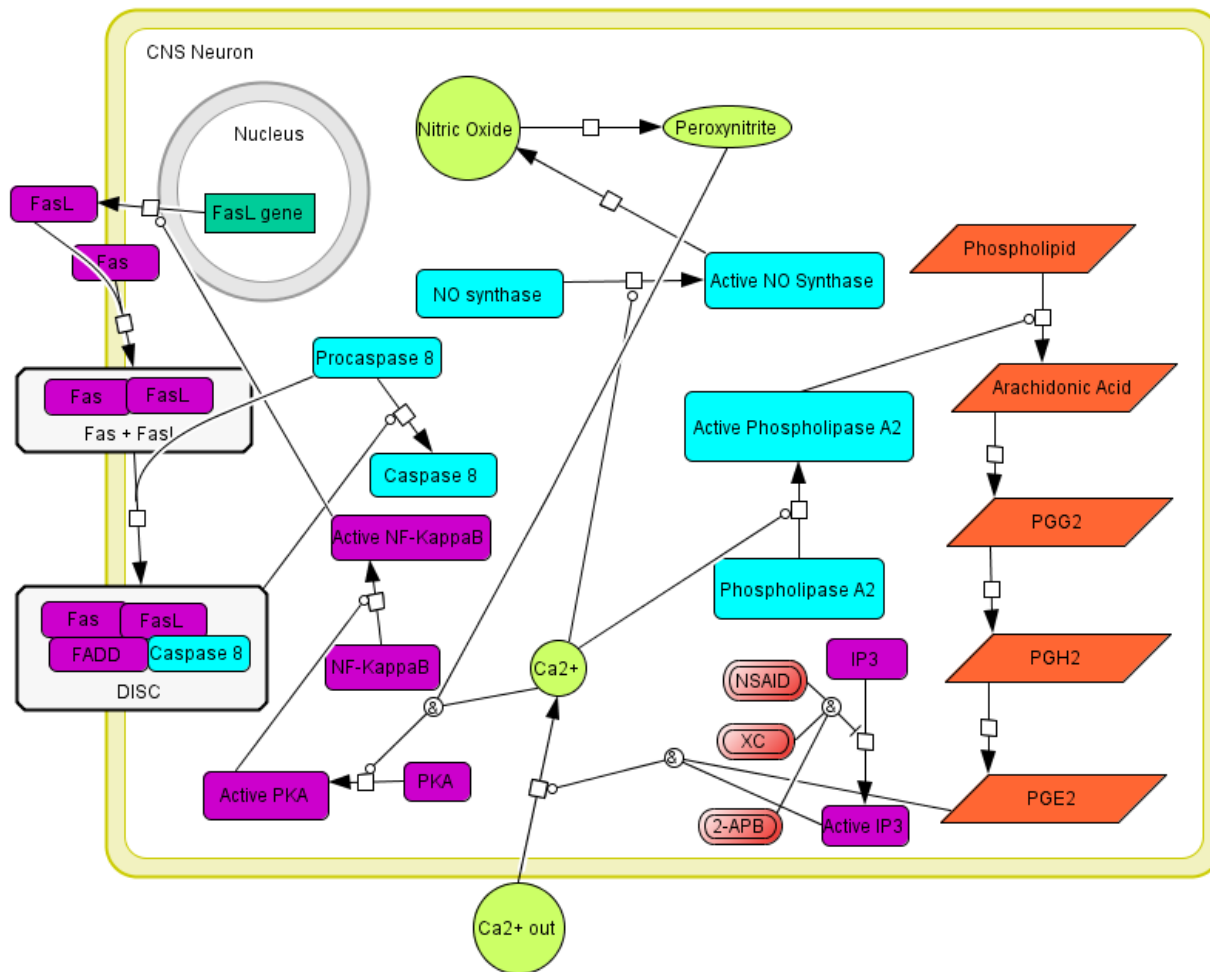 CNS Neuron
Nucleus
Nitric Oxide
Peroxynitrite
FasL
FasL gene
Fas
Phospholipid
NO synthase
Active NO Synthase
Procaspase 8
Fas
FasL
Fas + FasL
Arachidonic Acid
Active Phospholipase A2
Caspase 8
Active NF-KappaB
PGG2
Phospholipase A2
Fas
FasL
FADD
Caspase 8
DISC
NF-KappaB
Ca2+
IP3
PGH2
NSAID
&
&
XC
&
Active PKA
PKA
2-APB
Active IP3
PGE2
Ca2+ out